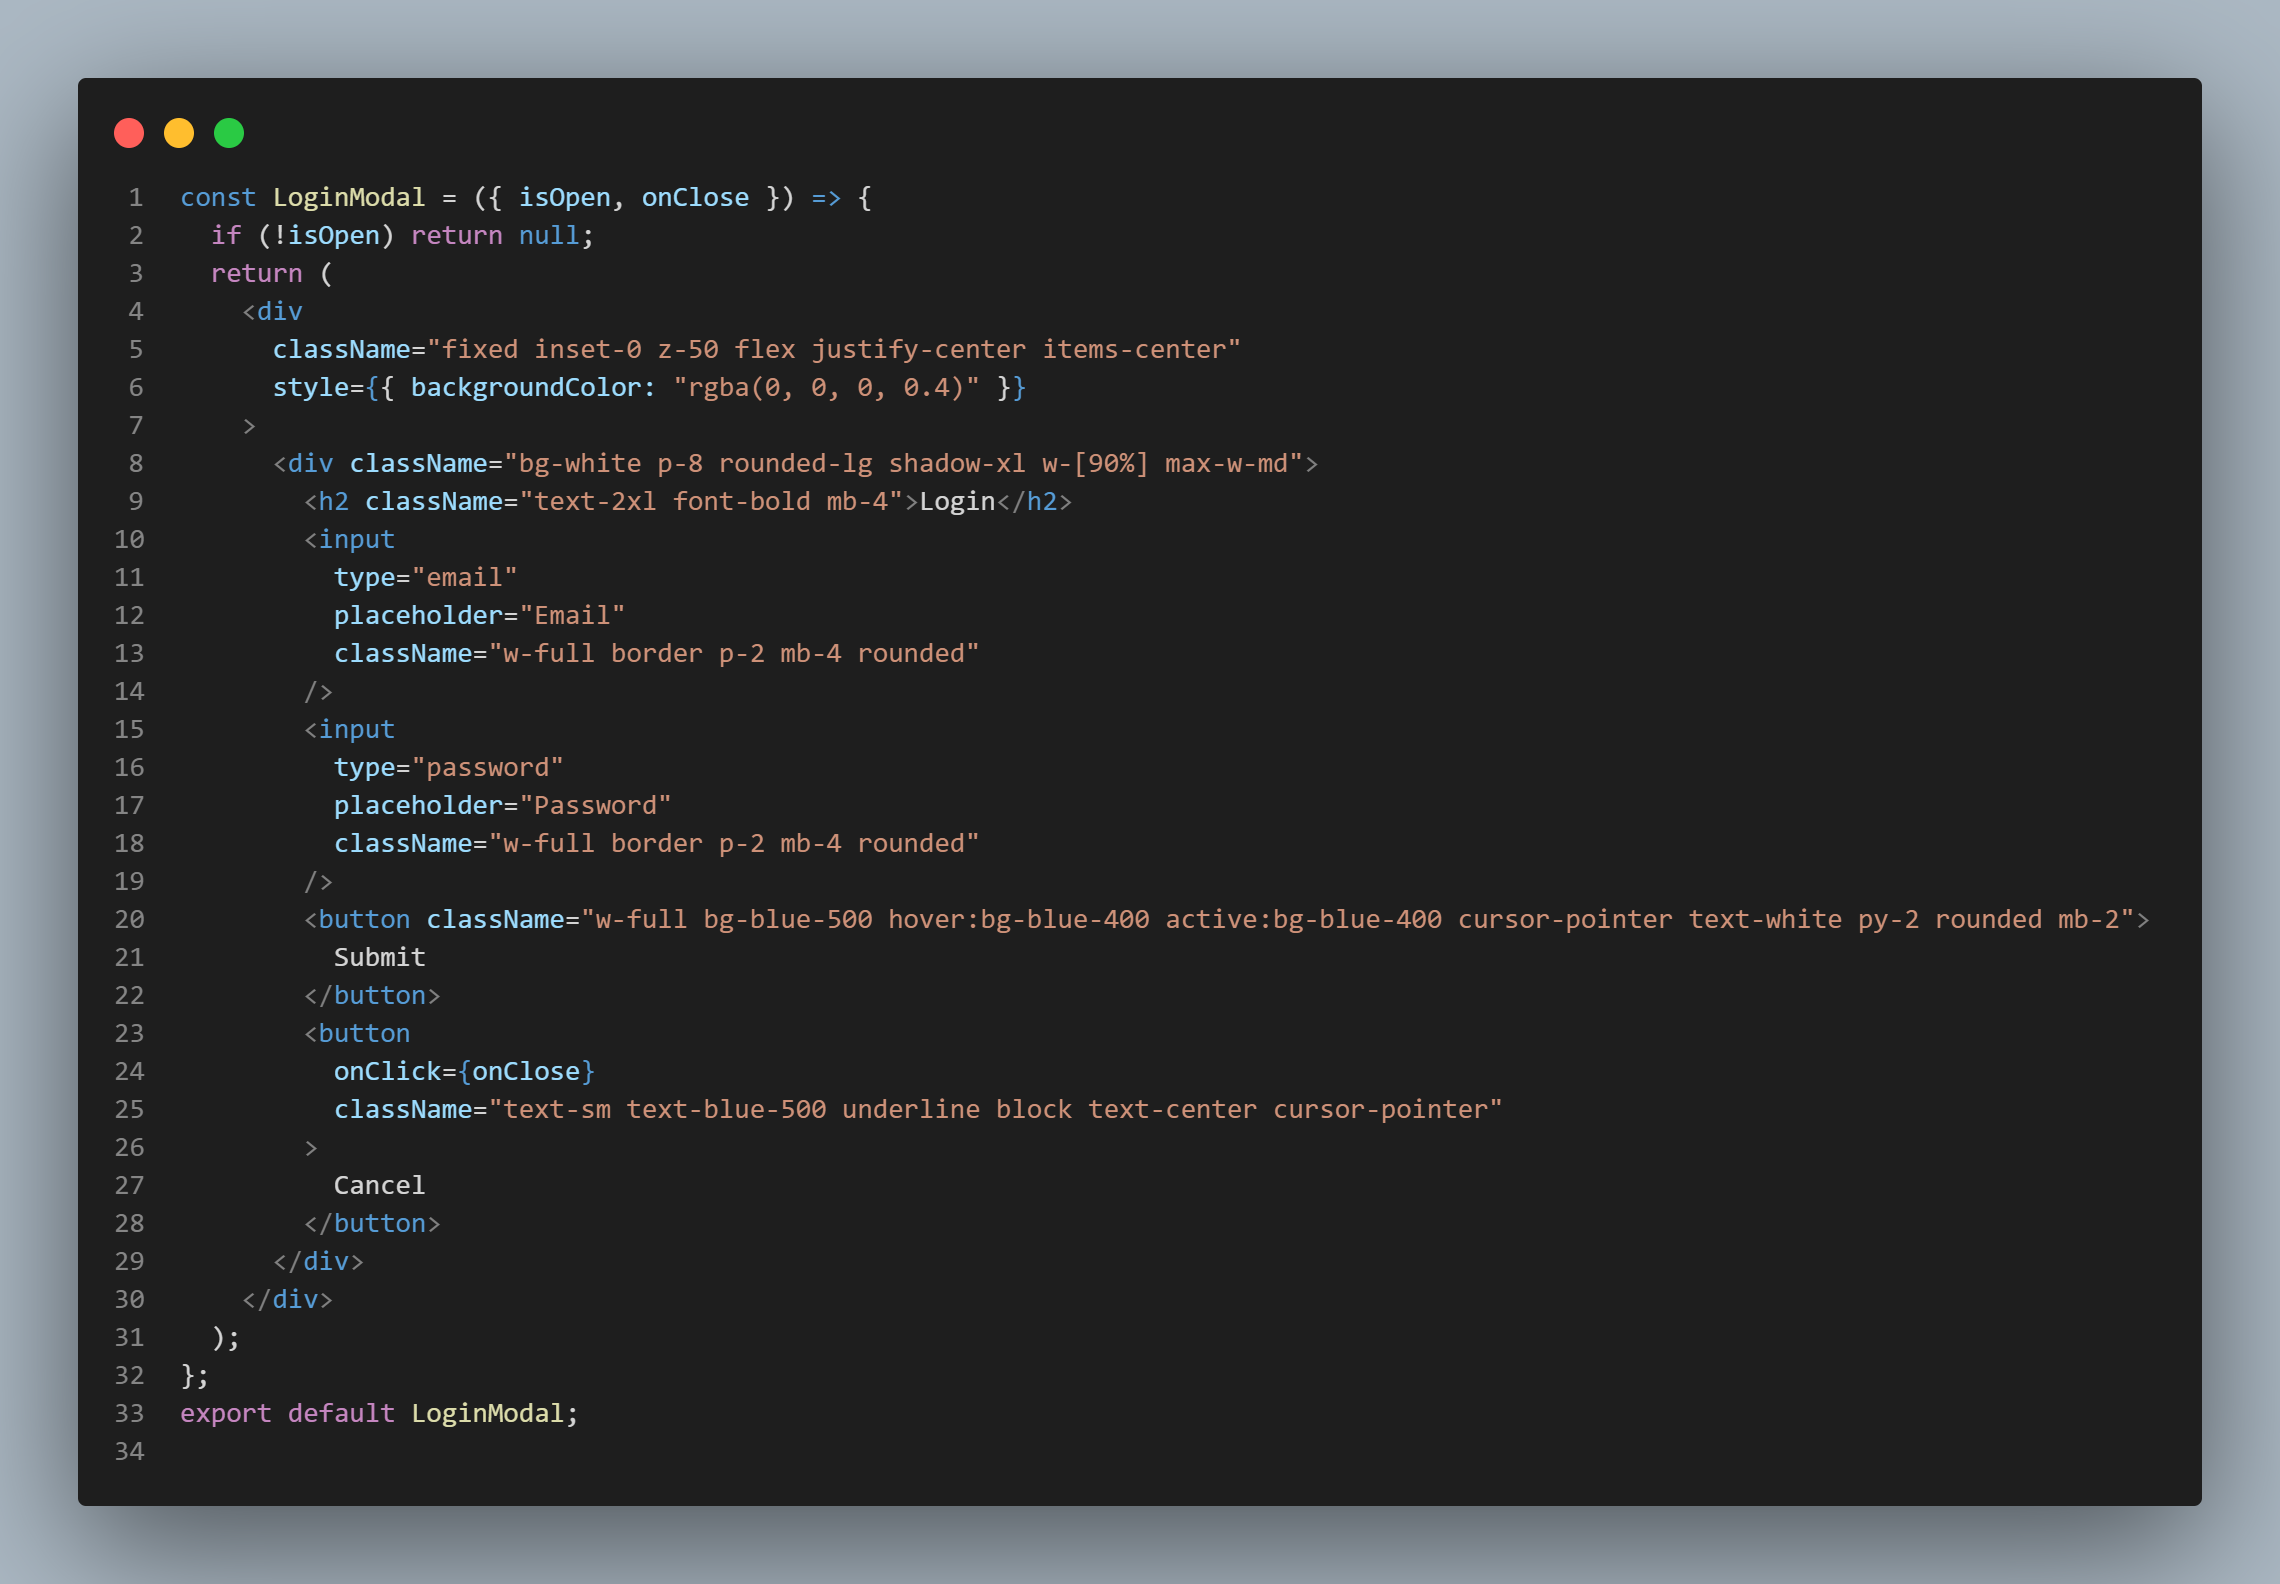 1 const LoginModal = ({ isOpen, onClose }) => {
2   if (!isOpen) return null;
3   return (
4     <div
5       className="fixed inset-0 z-50 flex justify-center items-center"
6       style={{ backgroundColor: "rgba(0, 0, 0, 0.4)" }}
7     >
8       <div className="bg-white p-8 rounded-lg shadow-xl w-[90%] max-w-md">
9         <h2 className="text-2xl font-bold mb-4">Login</h2>
10         <input
11           type="email"
12           placeholder="Email"
13           className="w-full border p-2 mb-4 rounded"
14         />
15         <input
16           type="password"
17           placeholder="Password"
18           className="w-full border p-2 mb-4 rounded"
19         />
20         <button className="w-full bg-blue-500 hover:bg-blue-400 active:bg-blue-400 cursor-pointer text-white py-2 rounded mb-2">
21           Submit
22         </button>
23         <button
24           onClick={onClose}
25           className="text-sm text-blue-500 underline block text-center cursor-pointer"
26         >
27           Cancel
28         </button>
29       </div>
30     </div>
31   );
32 };
33 export default LoginModal;
34